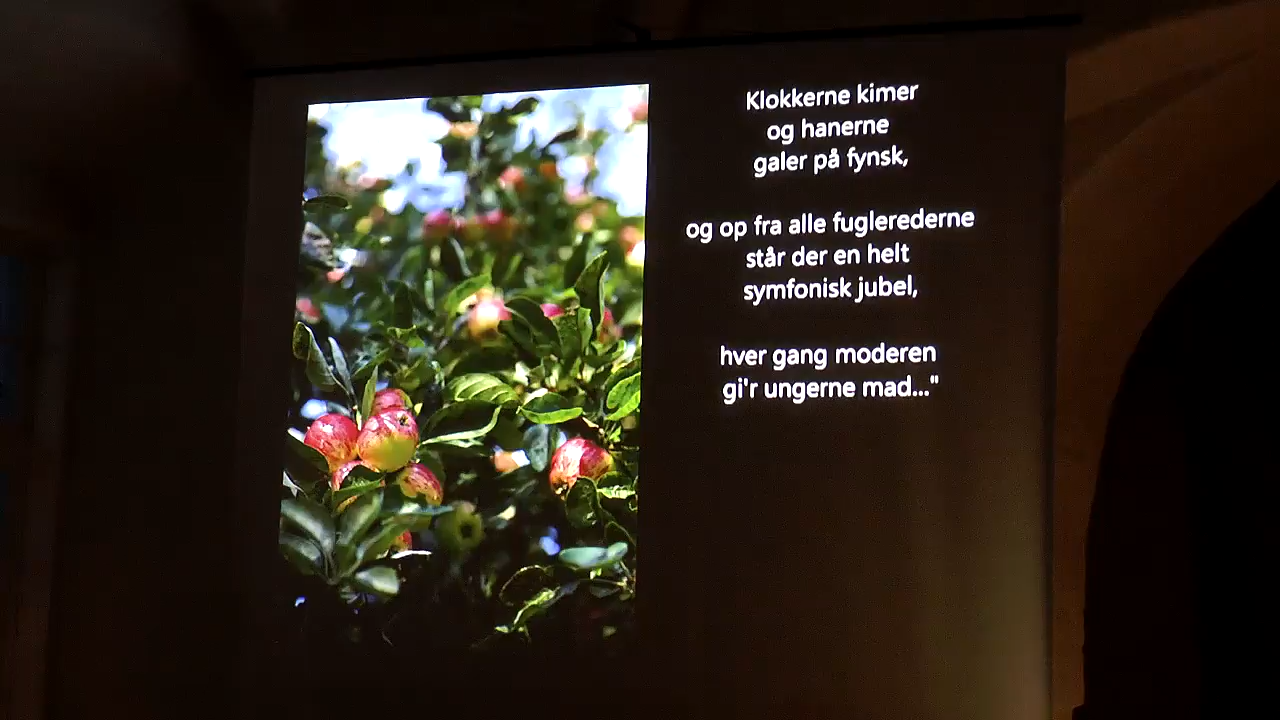 Klokkerne kimer
og hanerne
galer på fynsk,
og op fra alle fuglerederne
står der en helt
symfonisk jubel,
hver gang moderen
gi'r ungerne mad..."